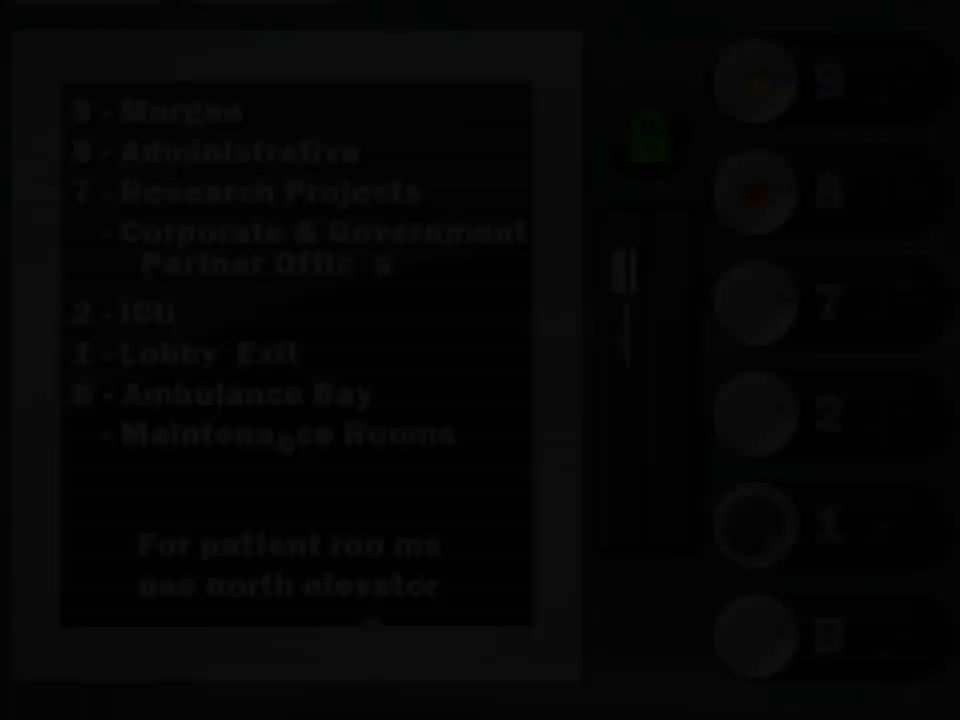 9 - Morgue
8 - Administrative
7 - Research Projects
- Corporate & Government
Partner Offic s
2 - ICU
1 - Lobby Exit
B - Ambulance Bay
- Maintenance Rooms
For patient roo ms
use north elevator
9
8
7
2
1
B